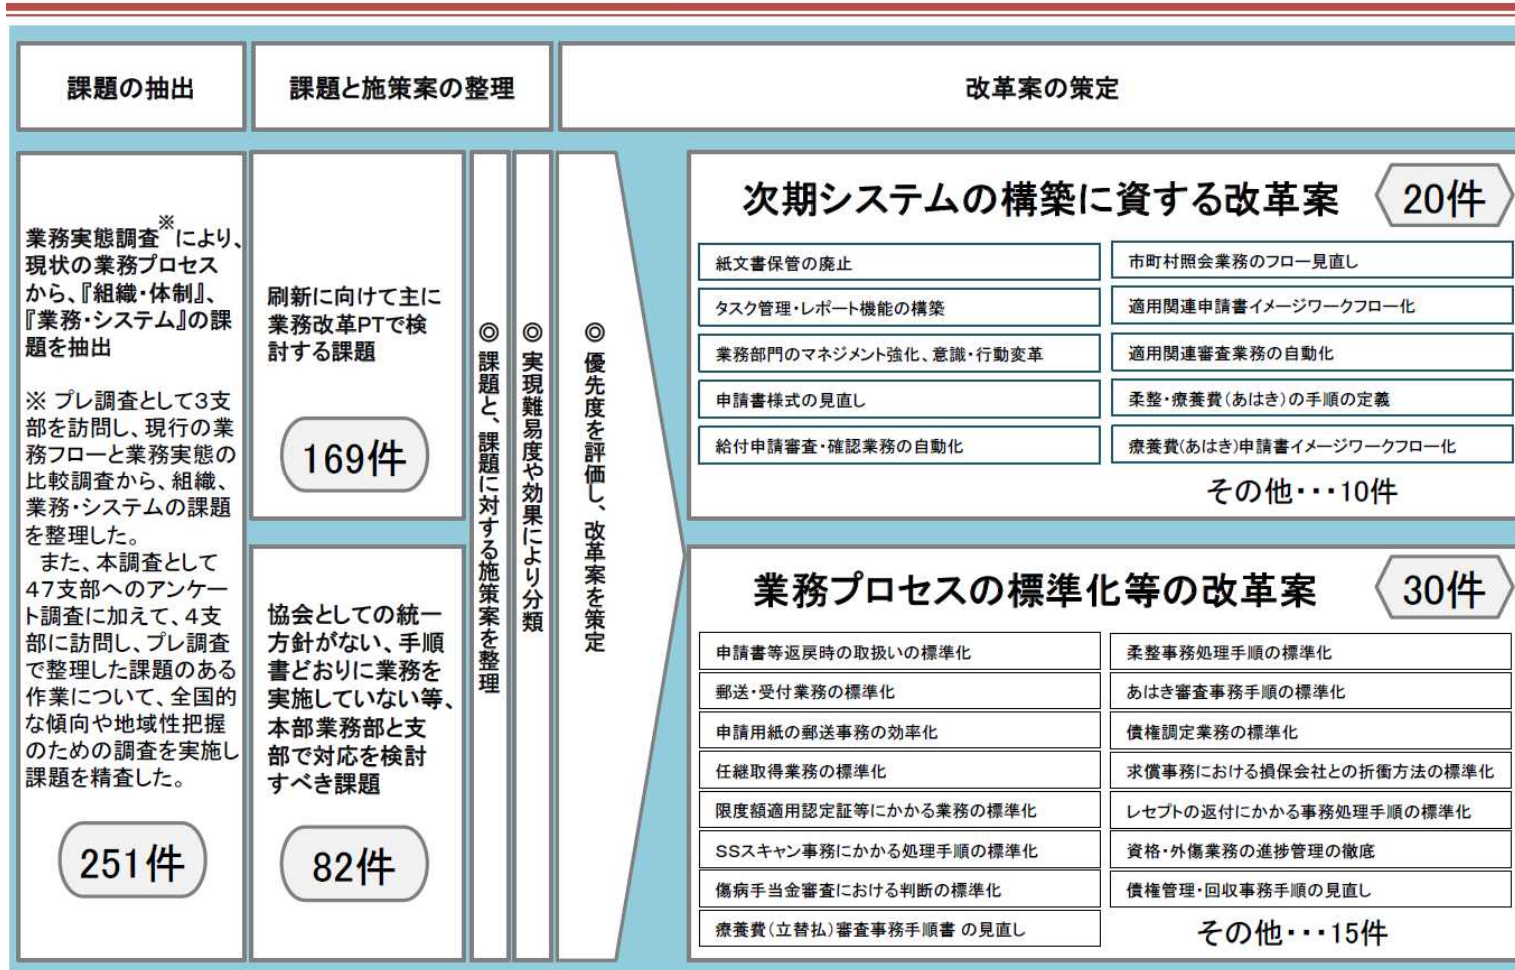 課題の抽出
課題と施策案の整理
改革案の策定
業務実態調査※により、
現状の業務プロセス
から、『組織・体制』、
『業務・システム』の課
題を抽出
※ プレ調査として3支
部を訪問し、現行の業
務フローと業務実態の
比較調査から、組織、
業務・システムの課題
を整理した。
また、本調査として
47支部へのアンケー
ト調査に加えて、4支
部に訪問し、プレ調査
で整理した課題のある
作業について、全国的
な傾向や地域性把握
のための調査を実施し
課題を精査した。
251件
刷新に向けて主に
業務改革PTで検
討する課題
169件
協会としての統一
方針がない、手順
書どおりに業務を
実施していない等、
本部業務部と支
部で対応を検討
すべき課題
82件
◎ 課題と、課題に対する施策案を整理
◎ 実現難易度や効果により分類
◎ 優先度を評価し、改革案を策定
次期システムの構築に資する改革案
20件
紙文書保管の廃止
タスク管理・レポート機能の構築
業務部門のマネジメント強化、意識・行動変革
申請書様式の見直し
給付申請審査・確認業務の自動化
市町村照会業務のフロー見直し
適用関連申請書イメージワークフロー化
適用関連審査業務の自動化
柔整・療養費(あはき)の手順の定義
療養費(あはき)申請書イメージワークフロー化
その他・・・10件
業務プロセスの標準化等の改革案
30件
申請書等返戻時の取扱いの標準化
郵送・受付業務の標準化
申請用紙の郵送事務の効率化
任継取得業務の標準化
限度額適用認定証等にかかる業務の標準化
SSスキャン事務にかかる処理手順の標準化
傷病手当金審査における判断の標準化
療養費(立替払)審査事務手順書 の見直し
柔整事務処理手順の標準化
あはき審査事務手順の標準化
債権調定業務の標準化
求償事務における損保会社との折衝方法の標準化
レセプトの返付にかかる事務処理手順の標準化
資格・外傷業務の進捗管理の徹底
債権管理・回収事務手順の見直し
その他・・・15件